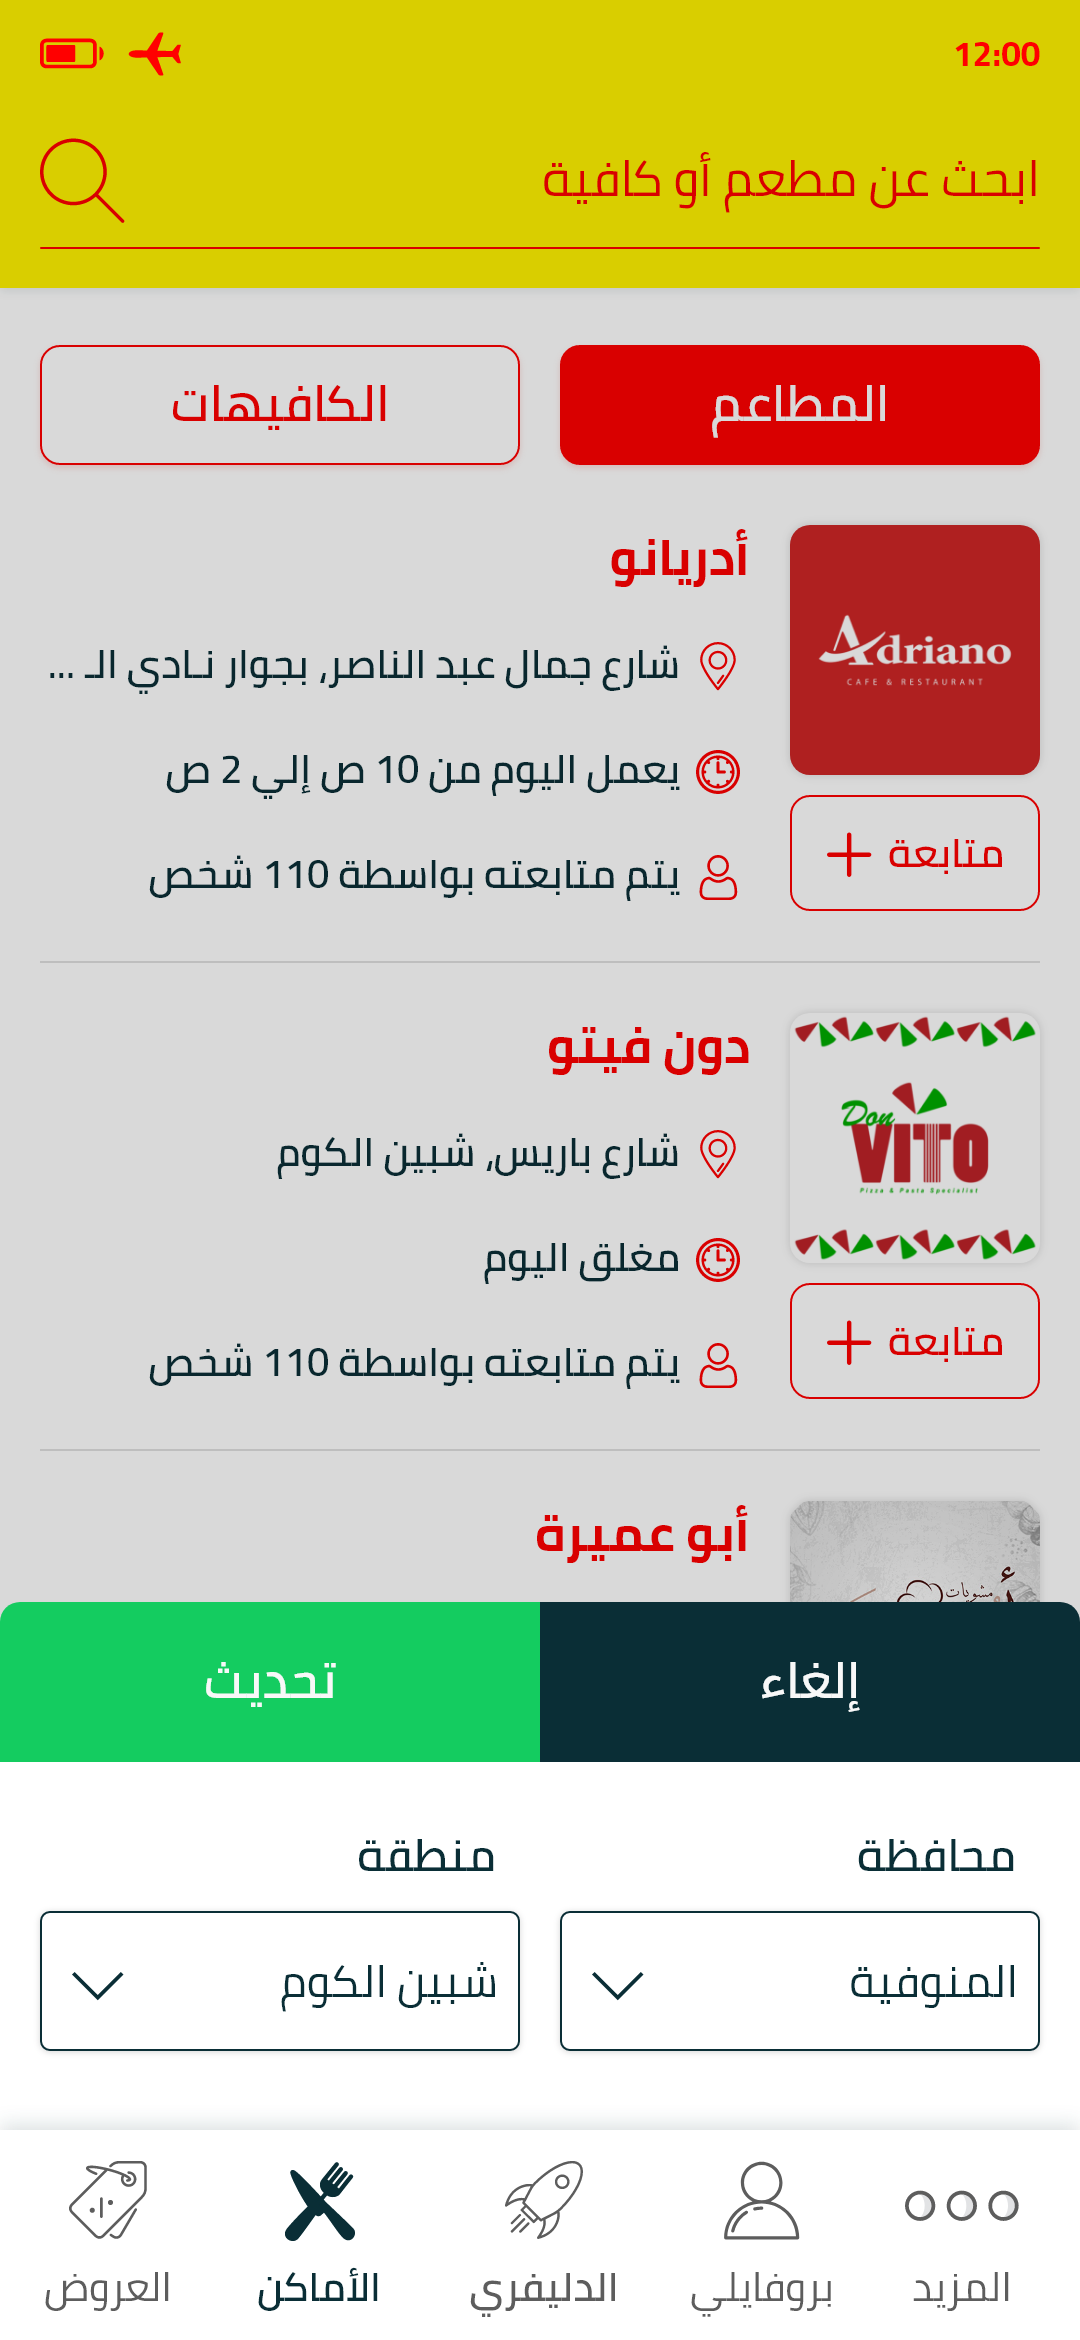 12:00
ابحث عن مطعم أو كافية
المطاعم
الكافيهات
Adriano
CAFE & RESTAURANT
أدريانو
شارع جمال عبد الناصر، بجوار نادي الـ ...
يعمل اليوم من 10 ص إلي 2 ص
يتم متابعته بواسطة 110 شخص
متابعة
Don
VITO
Pizza & Pasta Specialist
دون فيتو
شارع باريس، شبين الكوم
مغلق اليوم
يتم متابعته بواسطة 110 شخص
متابعة
أبو عميرة
مشويات
إلغاء
تحديث
محافظة
منطقة
المنوفية
شبين الكوم
المزيد
بروفايلي
الدليفري
الأماكن
العروض